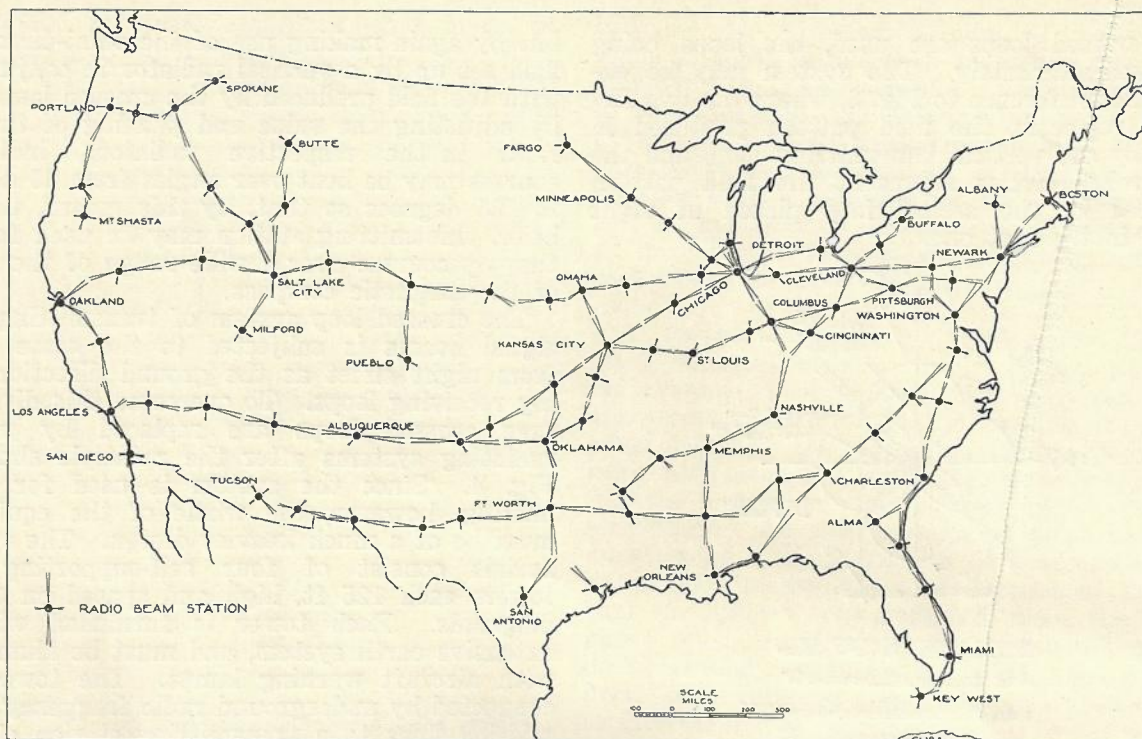 SPOKANE
PORTLAND
BUTTE
FARGO
MINNEAPOLIS
ALBANY
BOSTON
MT.SHASTA
BUFFALO
DETROIT
NEWARK
OMAHA
CLEVELAND
SALT LAKE
CITY
OAKLAND
CHICAGO
COLUMBUS
PITTSBURGH
WASHINGTON
MILFORD
KANSAS CITY
CINCINNATI
PUEBLO
ST. LOUIS
LOS ANGELES
NASHVILLE
ALBUQUERQUE
OKLAHOMA
MEMPHIS
SAN DIEGO
TUCSON
CHARLESTON
FT WORTH
ALMA
NEW
ORLEANS
RADIO BEAM STATION
SAN
ANTONIO
MIAMI
SCALE
MILES
100 0 100 200 300
KEY WEST
CUBA